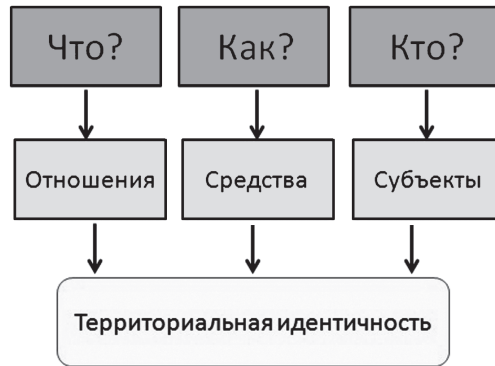 Что? Как? Кто?
Отношения Средства Субъекты
Территориальная идентичность